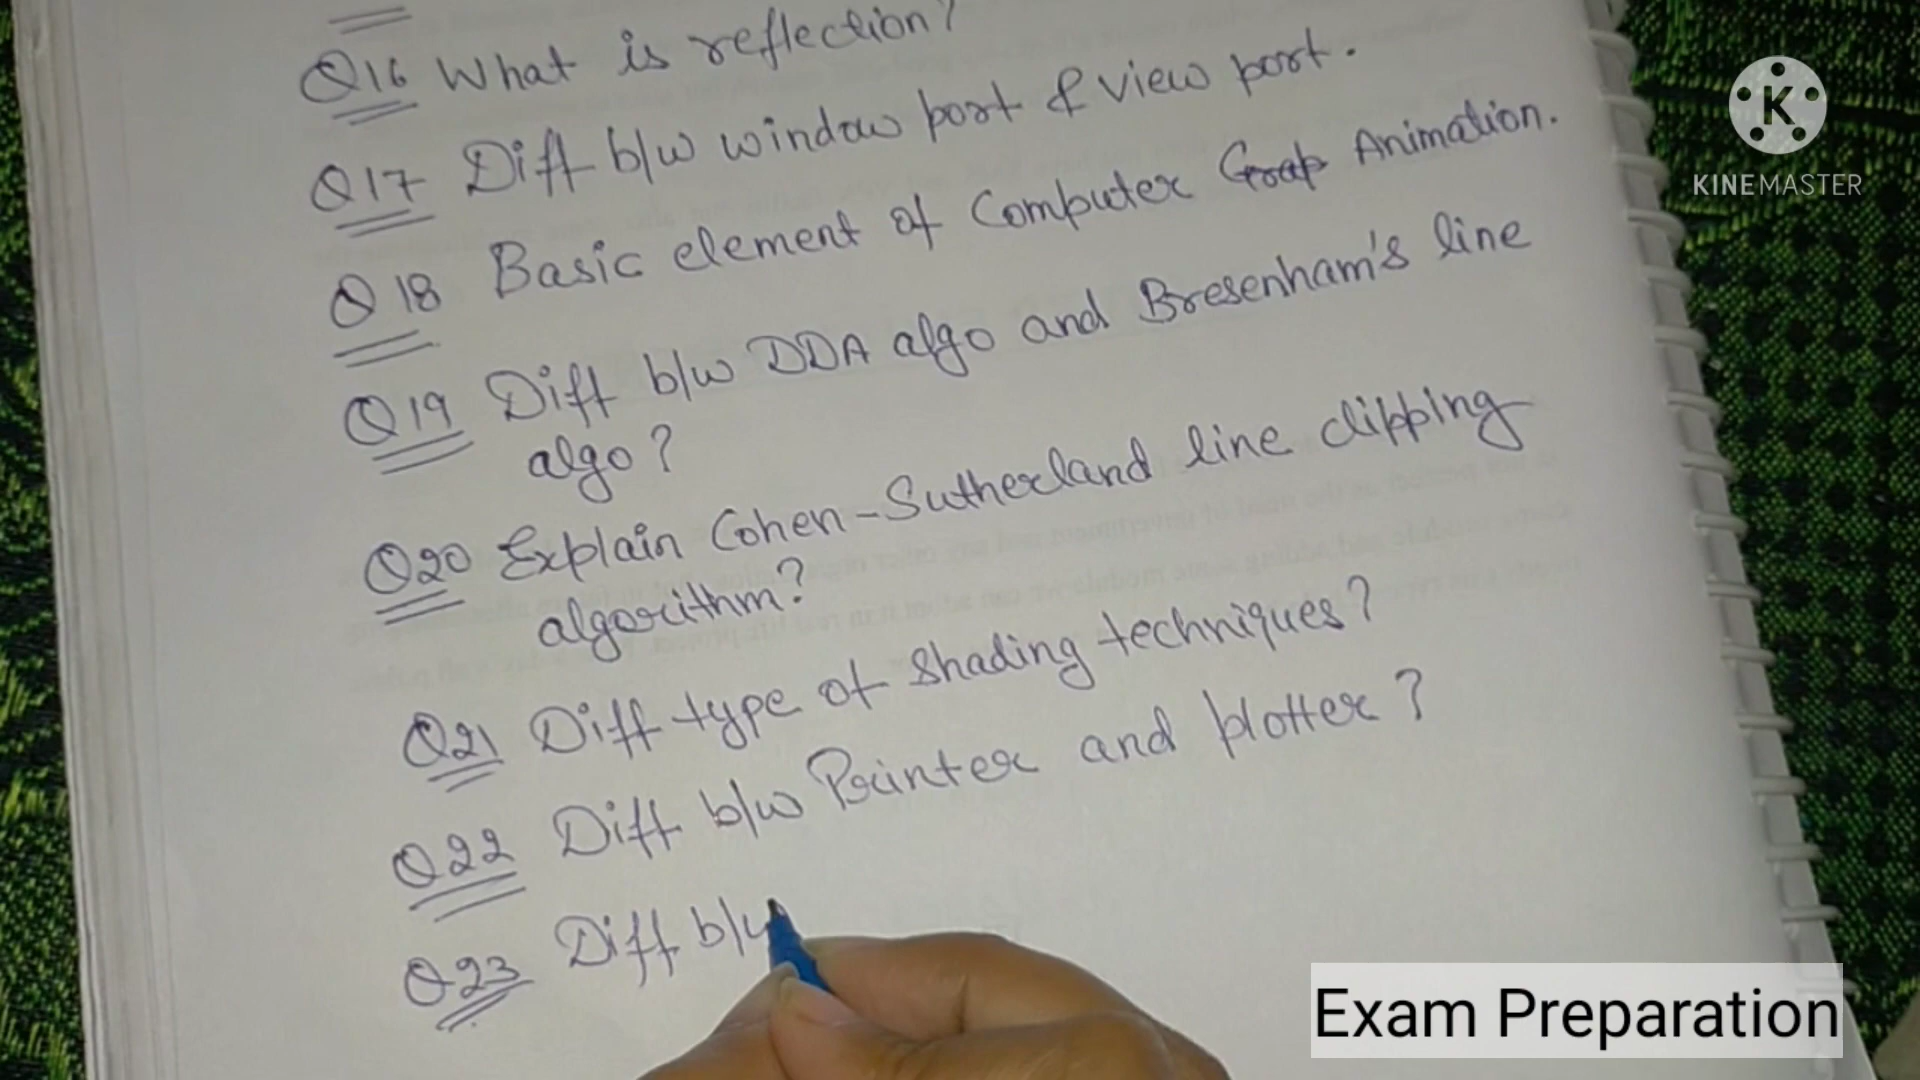 Q16 What is reflection?
Q17 Diff b/w window port & view port.
Q18 Basic element of Computer Grap Animation.
Q19 Diff b/w DDA algo and Bresenham's line
algo?
Q20 Explain Cohen-Sutherland line clipping
algorithm?
Q21 Diff type of shading techniques?
Q22 Diff b/w Printer and plotter?
Q23 Diff b/w
K
KINEMASTER
Exam Preparation